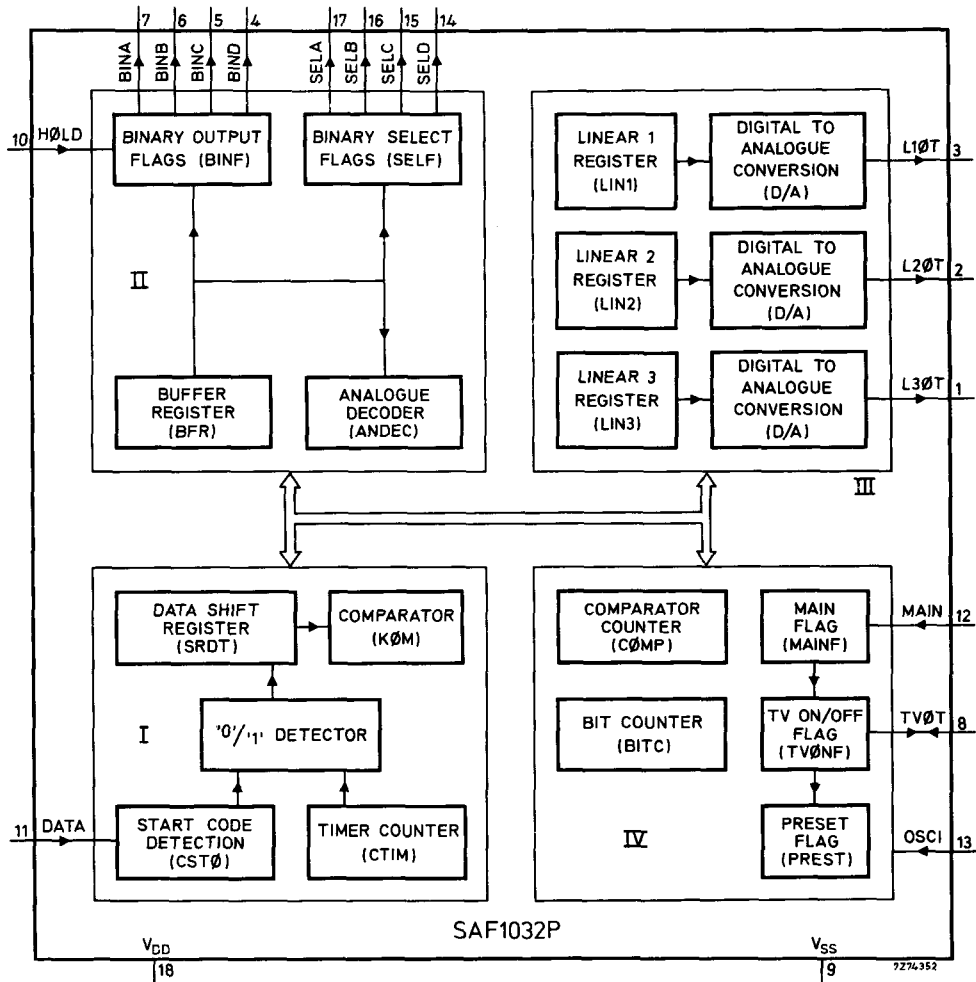 7
6
5
4
17
16
15
14
BINA
BINB
BINC
BIND
SELA
SELB
SELC
SELD
10
HØLD
BINARY OUTPUT
FLAGS (BINF)
BINARY SELECT
FLAGS (SELF)
II
BUFFER
REGISTER
(BFR)
ANALOGUE
DECODER
(ANDEC)
LINEAR 1
REGISTER
(LIN1)
DIGITAL TO
ANALOGUE
CONVERSION
(D/A)
L1ØT
3
LINEAR 2
REGISTER
(LIN2)
DIGITAL TO
ANALOGUE
CONVERSION
(D/A)
L2ØT
2
LINEAR 3
REGISTER
(LIN3)
DIGITAL TO
ANALOGUE
CONVERSION
(D/A)
L3ØT
1
III
DATA SHIFT
REGISTER
(SRDT)
COMPARATOR
(KØM)
I
'0'/'1' DETECTOR
11
DATA
START CODE
DETECTION
(CSTØ)
TIMER COUNTER
(CTIM)
COMPARATOR
COUNTER
(CØMP)
MAIN
FLAG
(MAINF)
MAIN
12
BIT COUNTER
(BITC)
TV ON/OFF
FLAG
(TVØNF)
TVØT
8
IV
PRESET
FLAG
(PREST)
OSCI
13
SAF1032P
VDD
18
VSS
9
7Z74352